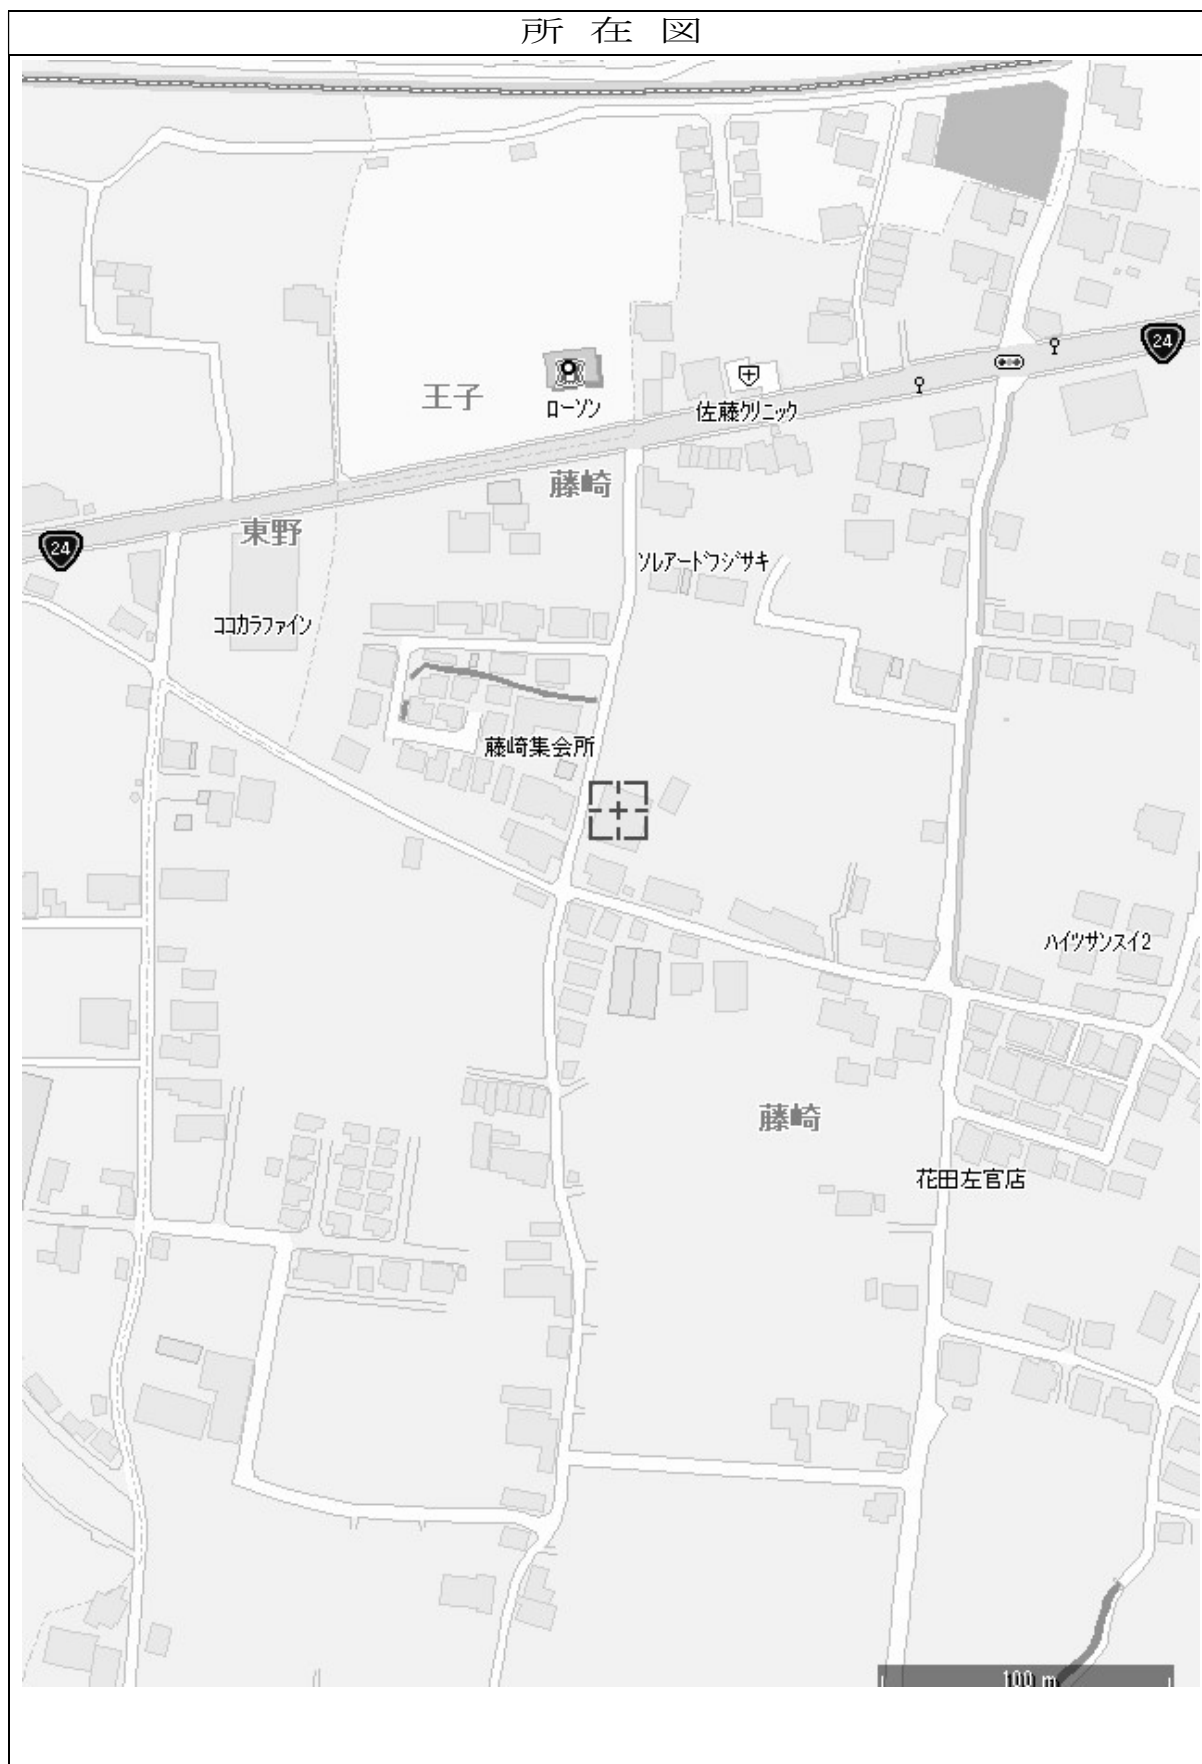 所在図
24
王子
ローソン
佐藤クリニック
藤崎
24
東野
ソレアードフジサキ
ココカラファイン
藤崎集会所
ハイツサンスイ2
藤崎
花田左官店
100 m